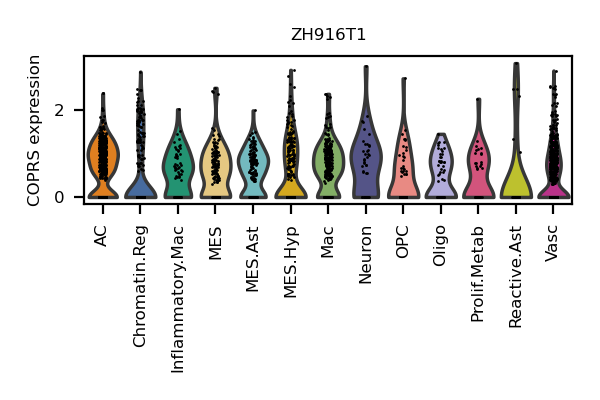 ZH916T1
COPRS expression
2
0
AC
Chromatin.Reg
Inflammatory.Mac
MES
MES.Ast
MES.Hyp
Mac
Neuron
OPC
Oligo
Prolif.Metab
Reactive.Ast
Vasc